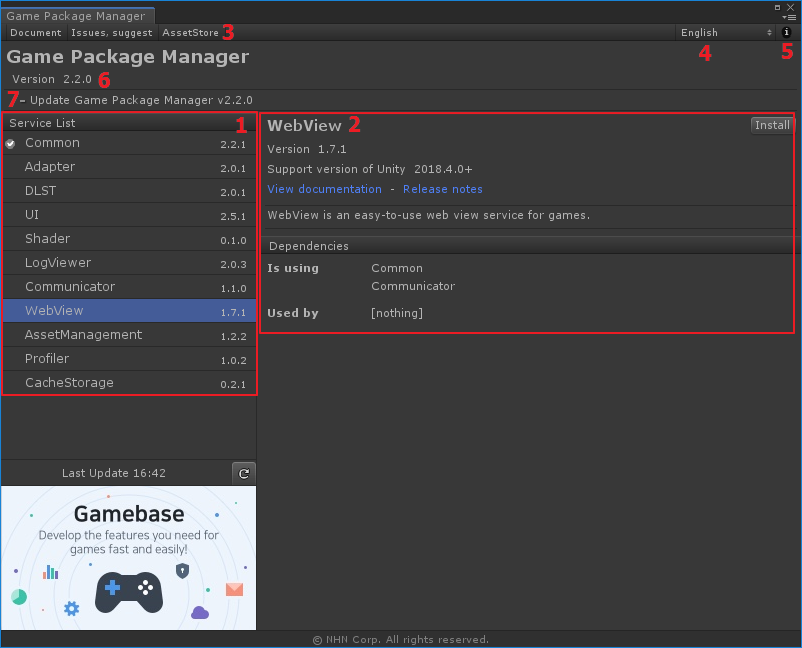 Game Package Manager
Document Issues, suggest AssetStore 3 English 4 5
Game Package Manager
Version 2.2.0 6
7 - Update Game Package Manager v2.2.0
Service List 1
Common 2.2.1
Adapter 2.0.1
DLST 2.0.1
UI 2.5.1
Shader 0.1.0
LogViewer 2.0.3
Communicator 1.1.0
WebView 1.7.1
AssetManagement 1.2.2
Profiler 1.0.2
CacheStorage 0.2.1
Last Update 16:42
Gamebase
Develop the features you need for
games fast and easily!
WebView 2 Install
Version 1.7.1
Support version of Unity 2018.4.0+
View documentation - Release notes
WebView is an easy-to-use web view service for games.
Dependencies
Is using Common
Communicator
Used by [nothing]
© NHN Corp. All rights reserved.